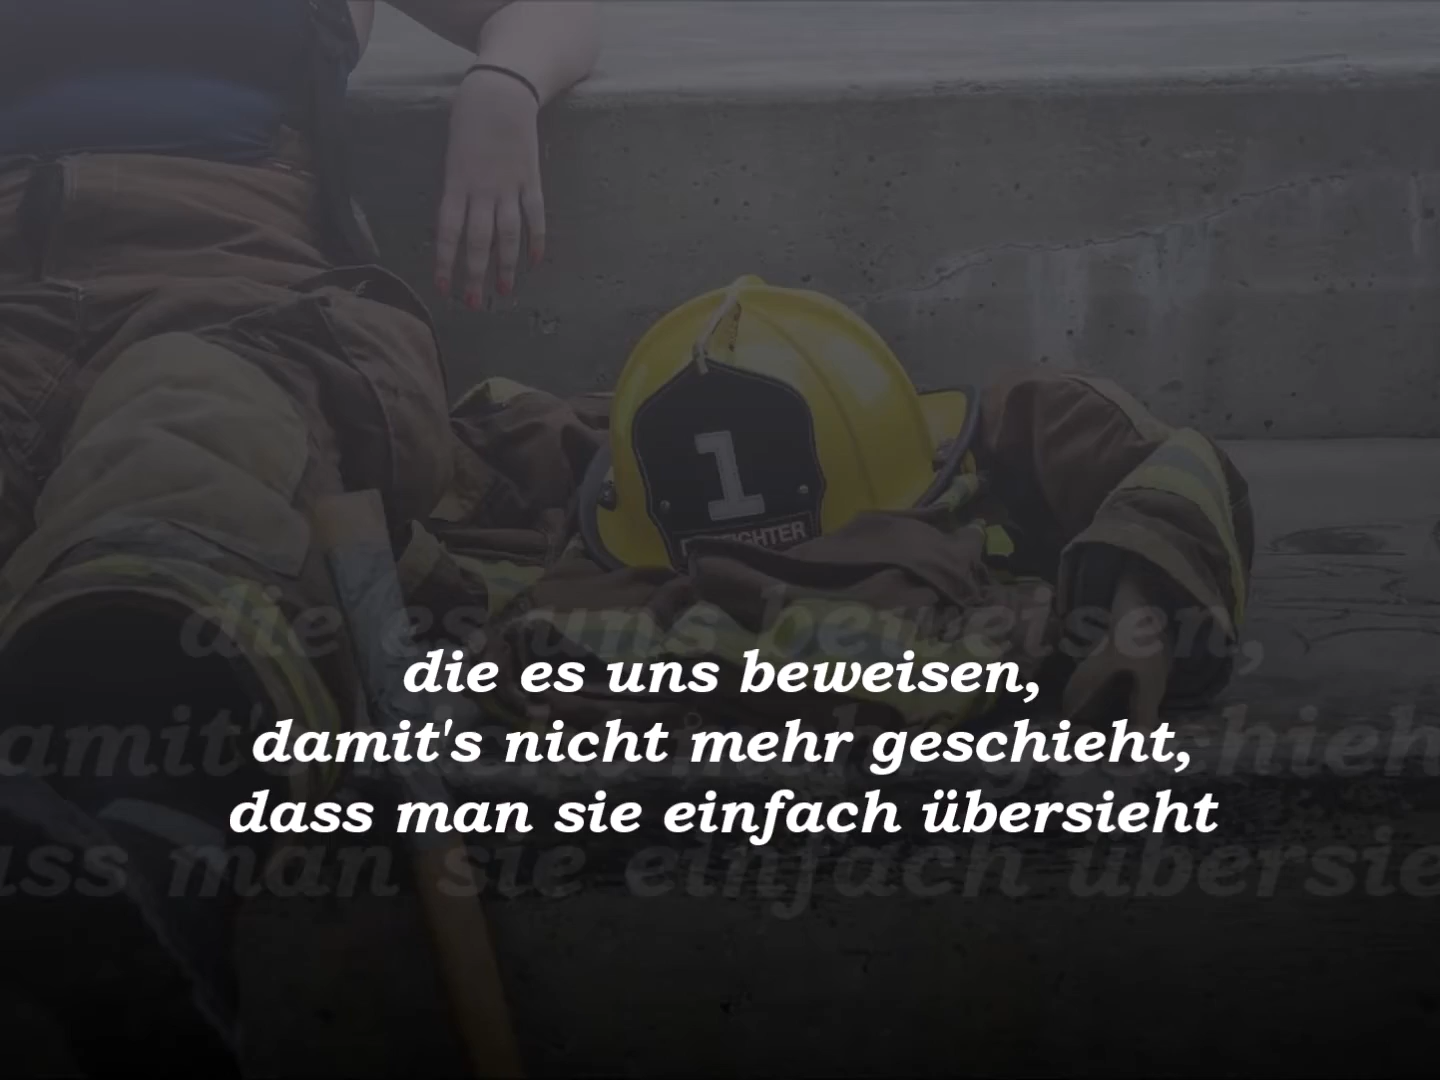 1
die es uns beweisen,
damit's nicht mehr geschieht,
dass man sie einfach übersieht